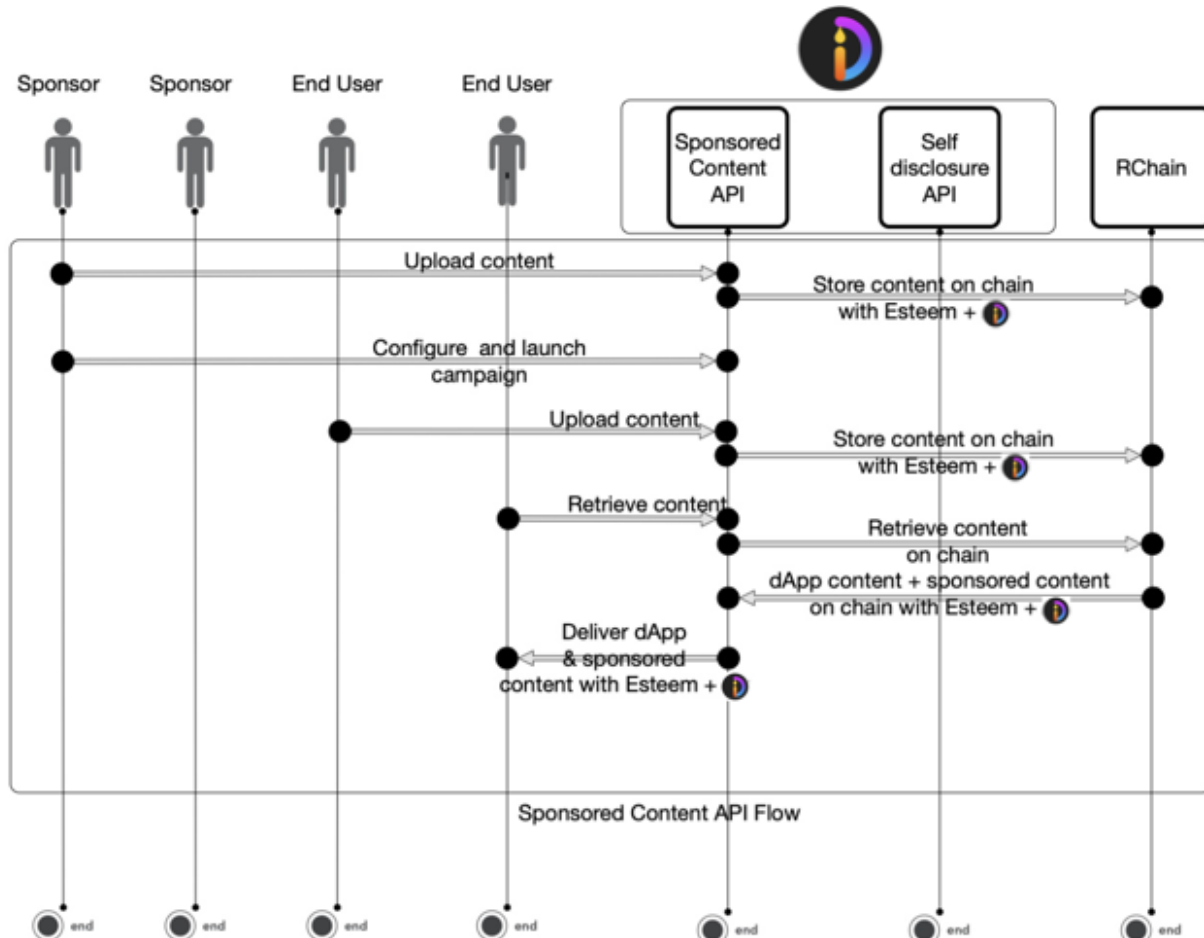 Sponsor
Sponsor
End User
End User
Sponsored
Content
API
Self
disclosure
API
RChain
Upload content
Store content on chain
with Esteem +
Configure  and launch
campaign
Upload content
Store content on chain
with Esteem +
Retrieve content
Retrieve content
on chain
dApp content + sponsored content
on chain with Esteem +
Deliver dApp
& sponsored
content with Esteem +
Sponsored Content API Flow
end
end
end
end
end
end
end